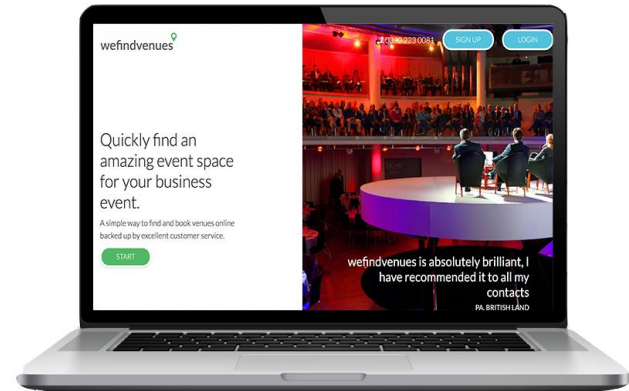 wefindvenues
0330 223 0081
SIGN UP
LOGIN
Quickly find an
amazing event space
for your business
event.
A simple way to find and book venues online
backed up by excellent customer service.
START
wefindvenues is absolutely brilliant, I
have recommended it to all my
contacts
PA, BRITISH LAND